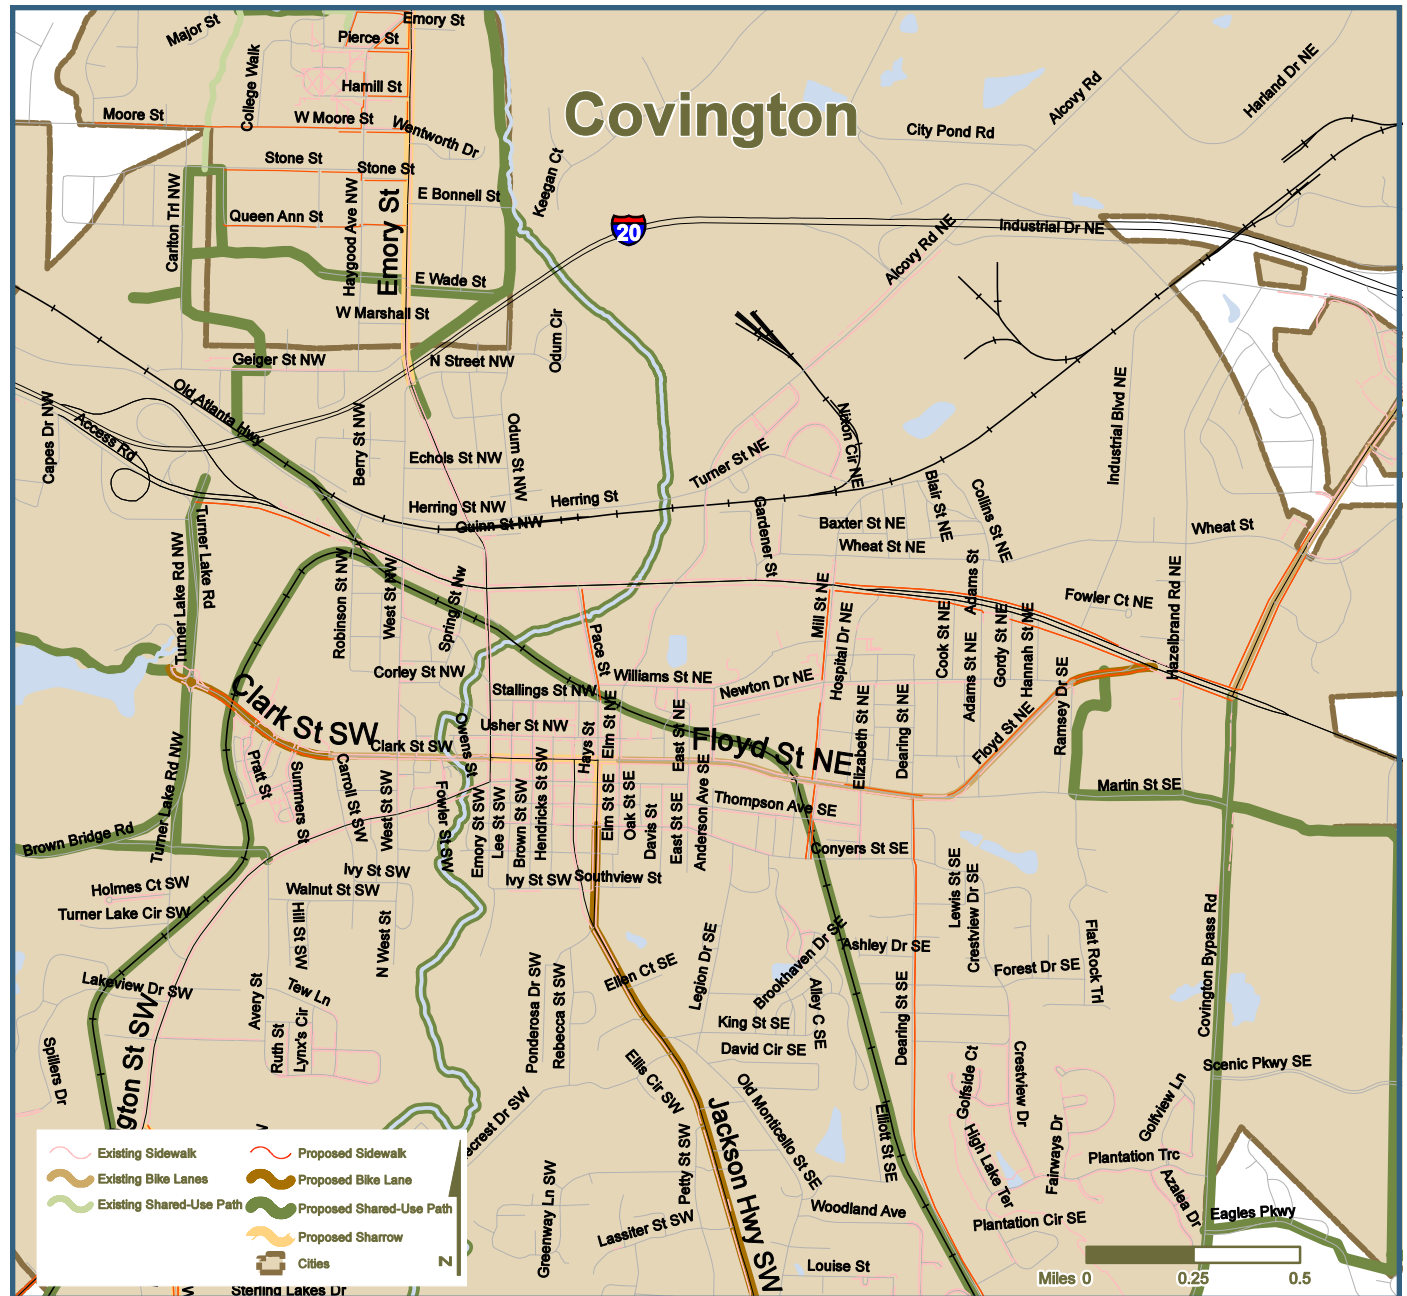 Emory St
Major St
Pierce St
College Walk
Hamill St
Covington
Alcovy Rd
Harland Dr NE
Moore St
W Moore St
Wentworth Dr
City Pond Rd
Stone St
Stone St
Keegan Ct
Carlton Trl NW
Haygood Ave NW
E Bonnell St
Emory St
Queen Ann St
20
Industrial Dr NE
Alcovy Rd NE
E Wade St
W Marshall St
Odum Cir
Geiger St NW
N Street NW
Old Atlanta Hwy
Capes Dr NW
Access Rd
Berry St NW
Odum St NW
Nixon Cir NE
Industrial Blvd NE
Echols St NW
Turner St NE
Blair St NE
Collins St NE
Herring St NW
Herring St
Quinn St NW
Gardener St
Baxter St NE
Wheat St NE
Wheat St
Turner Lake Rd NW
Turner Lake Rd
Robinson St NW
West St NW
Spring St Nw
Mill St NE
Hospital Dr NE
Cook St NE
Adams St
Adams St NE
Gordy St NE
Hannah St NE
Fowler Ct NE
Hazelbrand Rd NE
Pace St
Corley St NW
Williams St NE
Newton Dr NE
Ramsey Dr SE
Clark St SW
Stallings St NW
Usher St NW
Clark St SW
Owens St
Hays St
Elm St NE
East St NE
Floyd St NE
Elizabeth St NE
Dearing St NE
Floyd St NE
Turner Lake Rd NW
Pratt St
Summers St
Carroll St SW
West St SW
Fowler St SW
Emory St SW
Lee St SW
Brown St SW
Hendricks St SW
Elm St SE
Oak St SE
Davis St
East St SE
Anderson Ave SE
Thompson Ave SE
Martin St SE
Brown Bridge Rd
Conyers St SE
Holmes Ct SW
Ivy St SW
Walnut St SW
Ivy St SW
Southview St
Turner Lake Cir SW
Hill St SW
N West St
Lewis St SE
Crestview Dr SE
Flat Rock Trl
Covington Bypass Rd
Lakeview Dr SW
Avery St
Tew Ln
Ponderosa Dr SW
Rebecca St SW
Ellen Ct SE
Legion Dr SE
Brookhaven Dr SE
Ashley Dr SE
Forest Dr SE
Alley C SE
Dearing St SE
King St SE
David Cir SE
Ruth St
Lynx's Cir
Spillers Dr
gton St SW
Ellis Cir SW
Old Monticello St SE
Golfside Ct
Crestview Dr
Scenic Pkwy SE
Golfview Ln
ecrest Dr SW
Jackson Hwy SW
Elliott St SE
High Lake Ter
Fairways Dr
Plantation Trc
Azalea Dr
Petty St SW
Greenway Ln SW
Lassiter St SW
Woodland Ave
Plantation Cir SE
Eagles Pkwy
Louise St
Existing Sidewalk
Existing Bike Lanes
Existing Shared-Use Path
Proposed Sidewalk
Proposed Bike Lane
Proposed Shared-Use Path
Proposed Sharrow
Cities
N
Miles 0 0.25 0.5
Sterling Lakes Dr